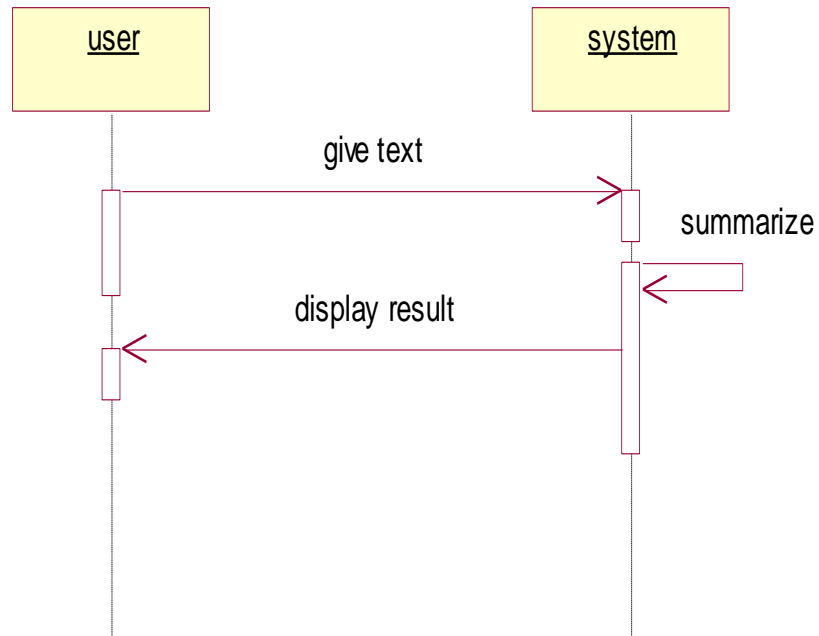 user
system
give text
summarize
display result